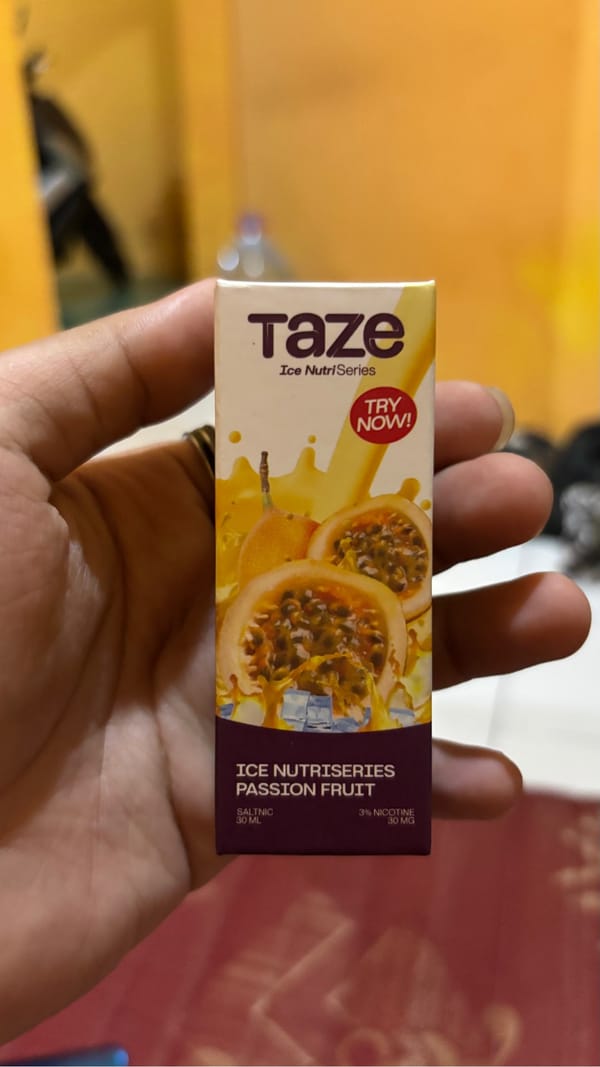 Taze
Ice NutriSeries
TRY
NOW!
ICE NUTRISERIES
PASSION FRUIT
SALTNIC
30 ML
3% NICOTINE
30 MG